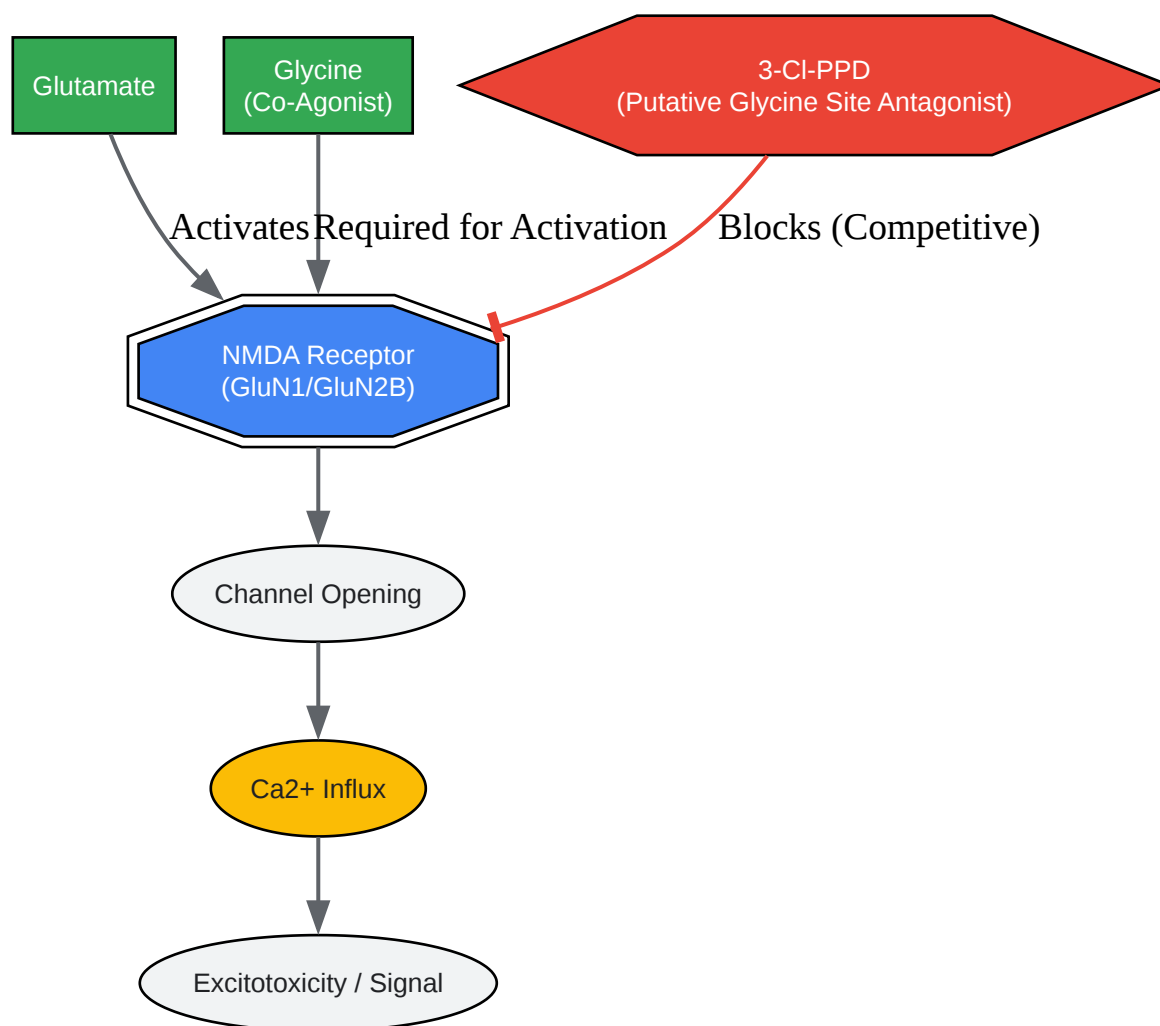 Glutamate
Glycine
(Co-Agonist)
3-Cl-PPD
(Putative Glycine Site Antagonist)
Activates
Required for Activation
Blocks (Competitive)
NMDA Receptor
(GluN1/GluN2B)
Channel Opening
Ca2+ Influx
Excitotoxicity / Signal